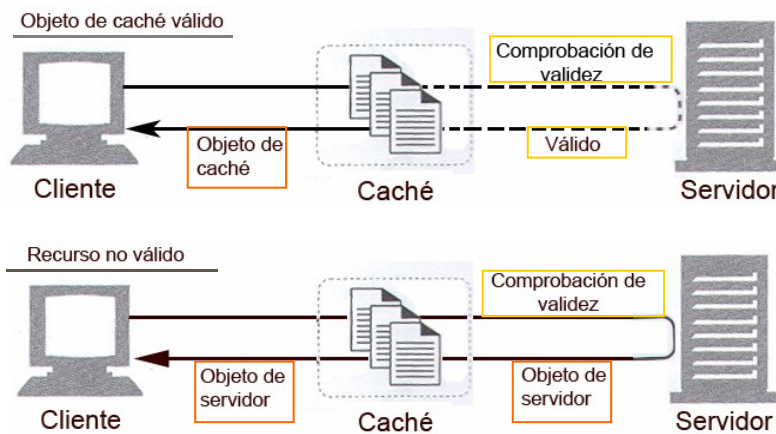 Objeto de caché válido
Comprobación de
validez
Objeto de
caché
Válido
Cliente
Caché
Servidor
Recurso no válido
Comprobación de
validez
Objeto de
servidor
Objeto de
servidor
Cliente
Caché
Servidor